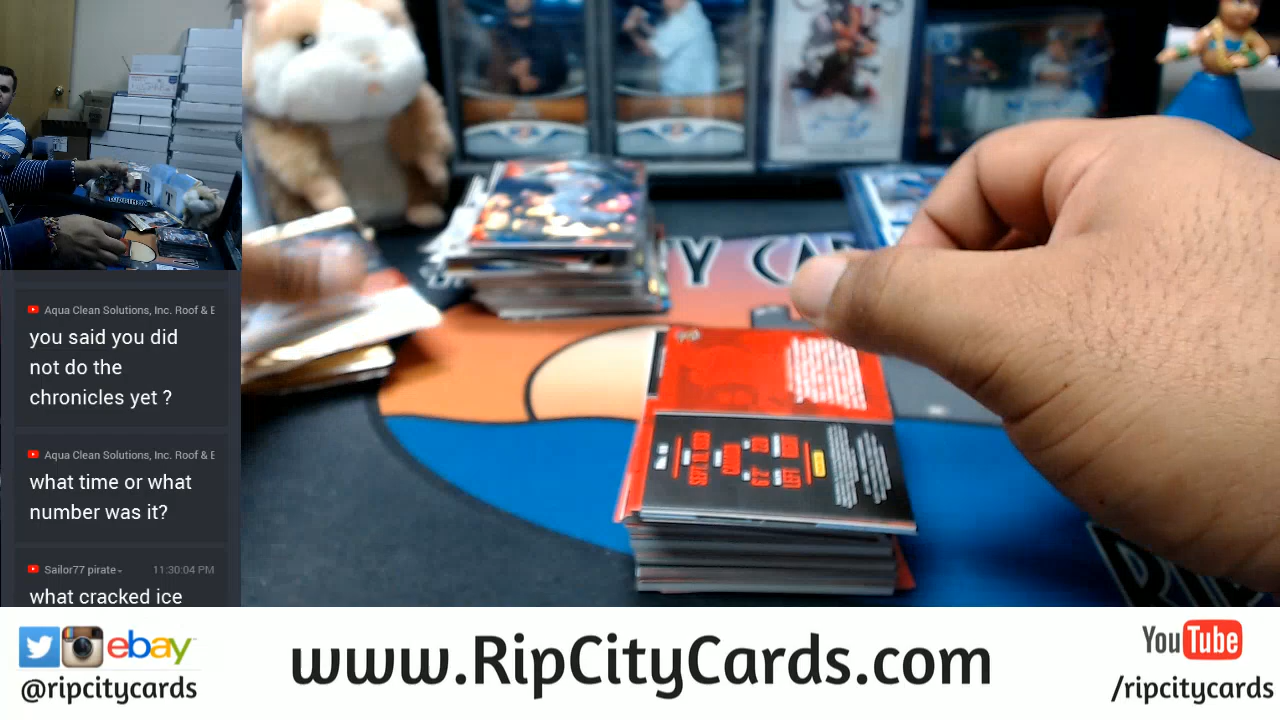 Aqua Clean Solutions, Inc. Roof & E
you said you did
not do the
chronicles yet ?
Aqua Clean Solutions, Inc. Roof & E
what time or what
number was it?
Sailor77 pirate-
11:30:04 PM
what cracked ice
Y CA
ebay
@ripcitycards
www.RipCityCards.com
YouTube
/ripcitycards